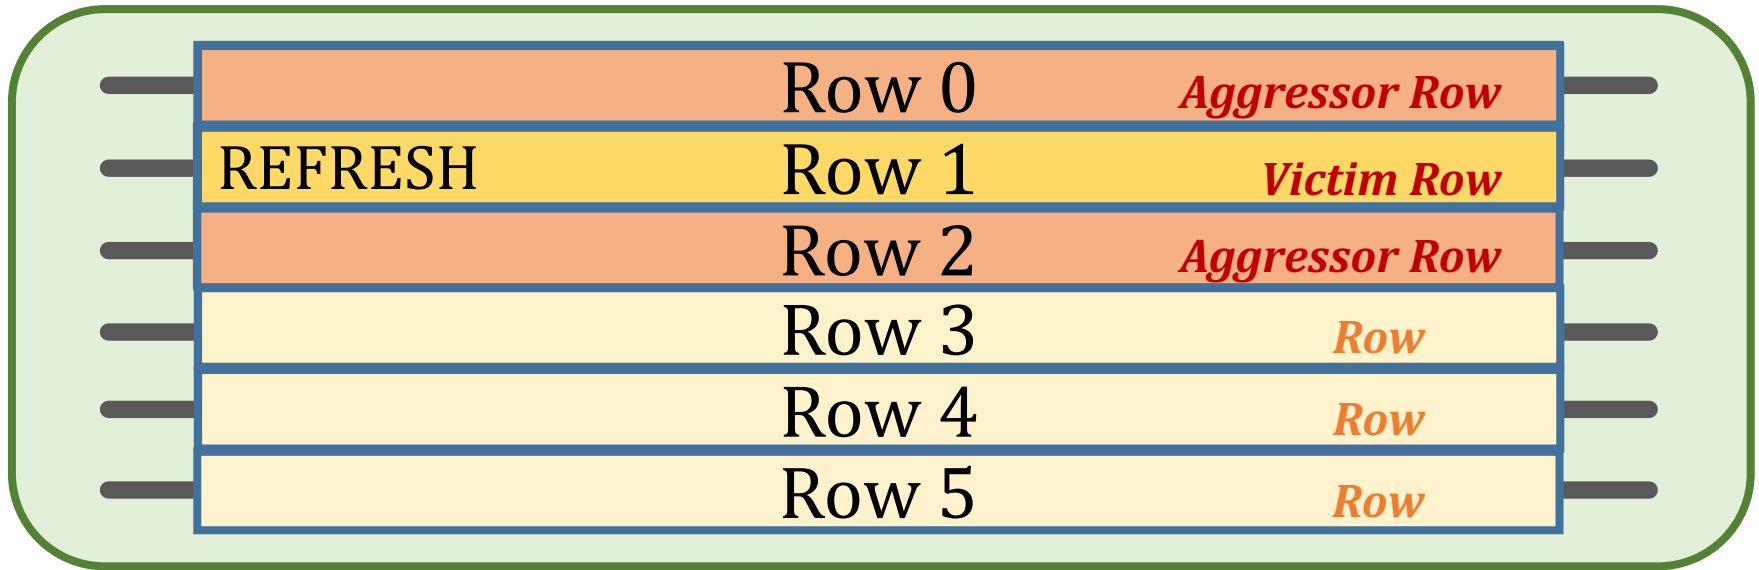 Row 0 Aggressor Row
REFRESH Row 1 Victim Row
Row 2 Aggressor Row
Row 3 Row
Row 4 Row
Row 5 Row